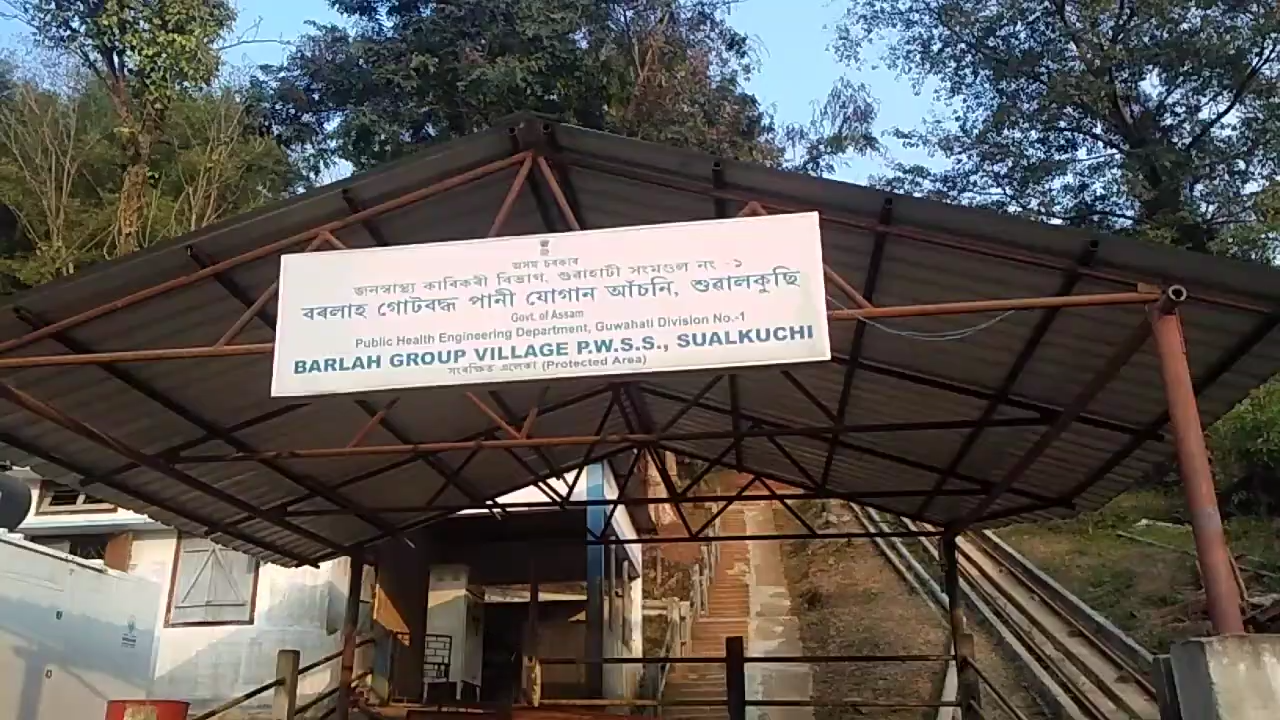 অসম চৰকাৰ
জনস্বাস্থ্য কাৰিকৰী বিভাগ, গুৱাহাটী সংমণ্ডল নং -১
বৰলাহ গোটবদ্ধ পানী যোগান আঁচনি, শুৱালকুছি
Govt. of Assam
Public Health Engineering Department, Guwahati Division No.-1
BARLAH GROUP VILLAGE P.W.S.S., SUALKUCHI
সংৰক্ষিত এলেকা (Protected Area)